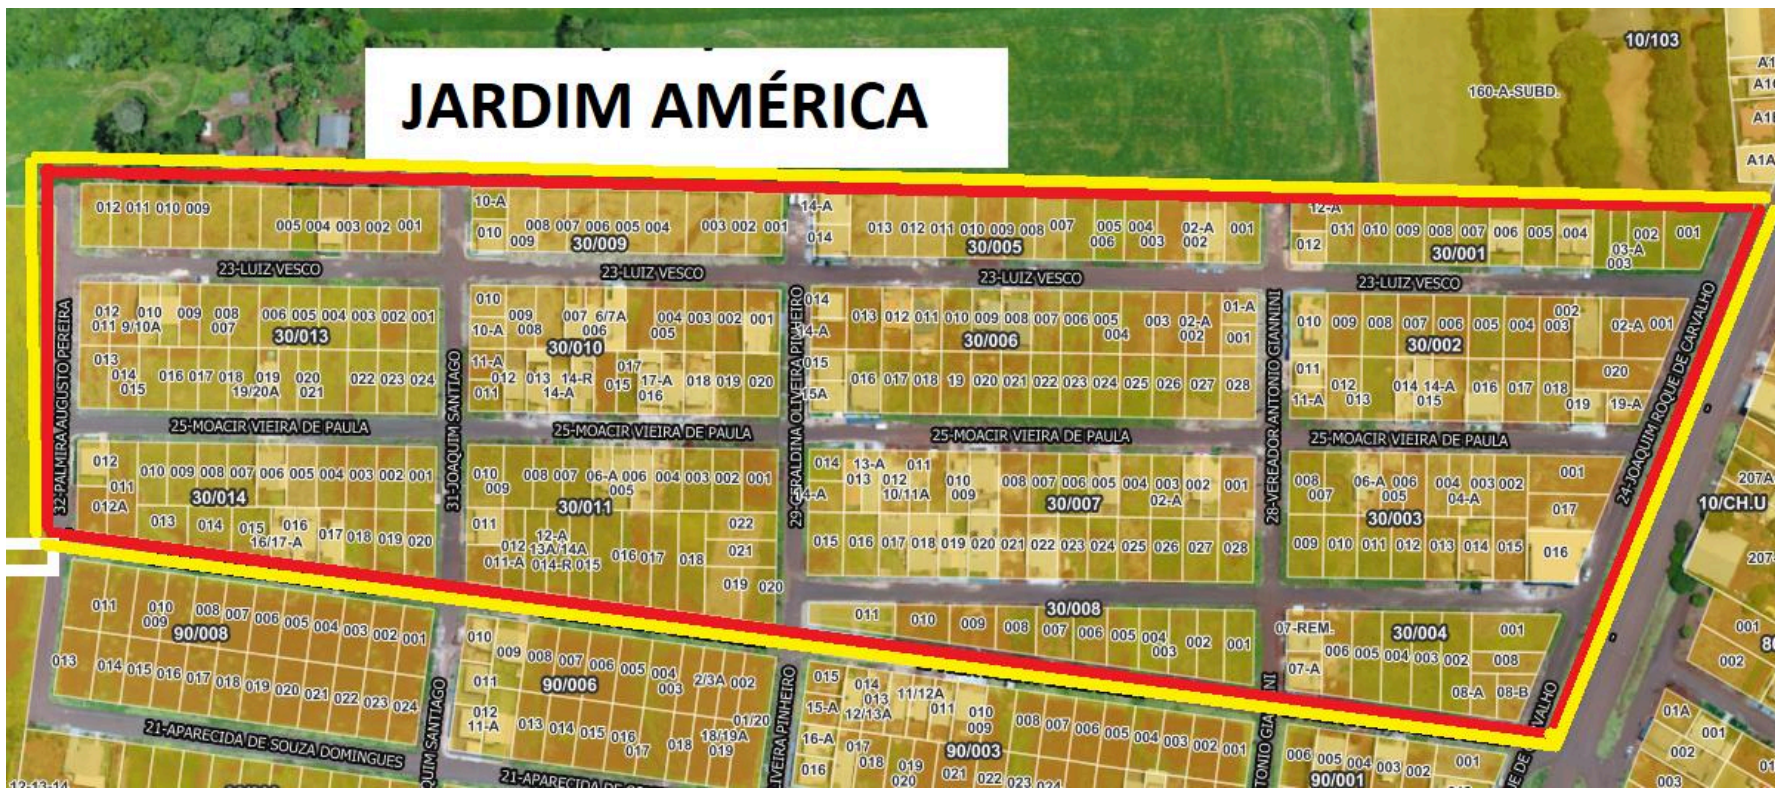 JARDIM AMÉRICA
10/103
160-A-SUBD.
A1A
012 011 010 009 005 004 003 002 001
10-A
010 009 008 007 006 005 004 003 002 001
30/009
14-A
014 013 012 011 010 009 008 007 006 005 004 003 02-A 002 001
30/005
12-A
012 011 010 009 008 007 006 005 004 03-A 003 002 001
30/001
23-LUIZ VESCO 23-LUIZ VESCO 23-LUIZ VESCO 23-LUIZ VESCO
32-PALMIRA AUGUSTO PEREIRA
31-JOAQUIM SANTIAGO
29-GRALDINA OLIVEIRA PINHEIRO
28-VEREADOR ANTONIO GIANNINI
24-JOAQUIM ROQUE DE CARVALHO
012 011 010 9/10A 009 008 007 006 005 004 003 002 001
30/013
013 014 015 016 017 018 019 19/20A 020 021 022 023 024
010 009 008 007 6/7A 006 005 004 003 002 001
10-A
30/010
11-A
011 012 013 14-R 14-A 015 017 17-A 016 018 019 020
014 013 012 011 010 009 008 007 006 005 004 003 02-A 002 01-A 001
14-A
30/006
015
15A 016 017 018 19 020 021 022 023 024 025 026 027 028
010 009 008 007 006 005 004 003 002 02-A 001
30/002
011
11-A 012 013 014 14-A 015 016 017 018 019 020 19-A
25-MOACIR VIEIRA DE PAULA 25-MOACIR VIEIRA DE PAULA 25-MOACIR VIEIRA DE PAULA 25-MOACIR VIEIRA DE PAULA
012 011 010 009 008 007 006 005 004 003 002 001
012A
30/014
013 014 015 016 16/17-A 017 018 019 020
010 009 008 007 06-A 006 005 004 003 002 001
30/011
011 011-A 012 12-A 13A/14A 014-R 015 016 017 018 022 021 019 020
014 13-A 013 012 011 10/11A 010 009 008 007 006 005 004 003 02-A 002 001
14-A
30/007
015 016 017 018 019 020 021 022 023 024 025 026 027 028
008 007 06-A 006 005 004 04-A 003 002 001
30/003
009 010 011 012 013 014 015 016 017
207A
10/CH.U
30/008
011 010 009 008 007 006 005 004 003 002 001
07-REM.
07-A
30/004
006 005 004 003 002 001
008
08-A 08-B
011 010 009 008 007 006 005 004 003 002 001
90/008
013 014 015 016 017 018 019 020 021 022 023 024
010 009 008 007 006 005 004 003 2/3A 002
90/006
011
012
11-A 013 014 015 016 017 018 18/19A 019 01/20
015
15-A
16-A
016
014 013 12/13A 11/12A 011 010 009 008 007 006 005 004 003 002 001
90/003
017 018 019 020 021 022 023 024
006 005 004 003 002 001
90/001
001
002
01A
001
002
003
21-APARECIDA DE SOUZA DOMINGUES